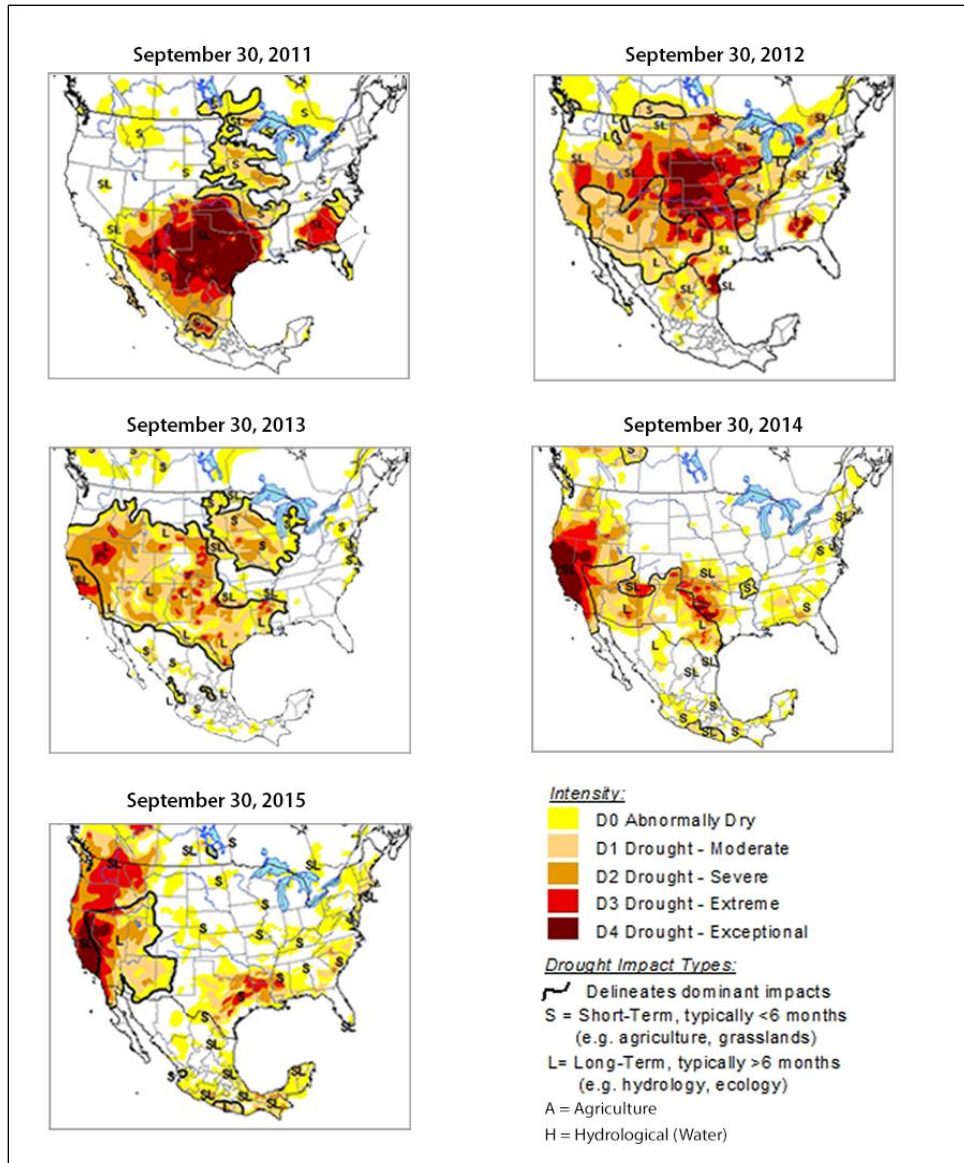 September 30, 2011
September 30, 2012
September 30, 2013
September 30, 2014
September 30, 2015
Intensity:
D0 Abnormally Dry
D1 Drought - Moderate
D2 Drought - Severe
D3 Drought - Extreme
D4 Drought - Exceptional
Drought Impact Types:
Delineates dominant impacts
S = Short-Term, typically <6 months
(e.g. agriculture, grasslands)
L= Long-Term, typically >6 months
(e.g. hydrology, ecology)
A = Agriculture
H = Hydrological (Water)